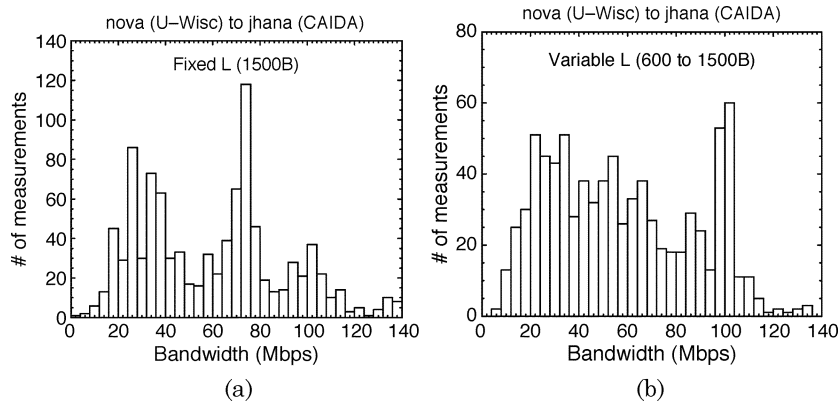 nova (U–Wisc) to jhana (CAIDA)
Fixed L (1500B)
# of measurements
140
120
100
80
60
40
20
0
0 20 40 60 80 100 120 140
Bandwidth (Mbps)
(a)
nova (U–Wisc) to jhana (CAIDA)
Variable L (600 to 1500B)
# of measurements
80
60
40
20
0
0 20 40 60 80 100 120 140
Bandwidth (Mbps)
(b)